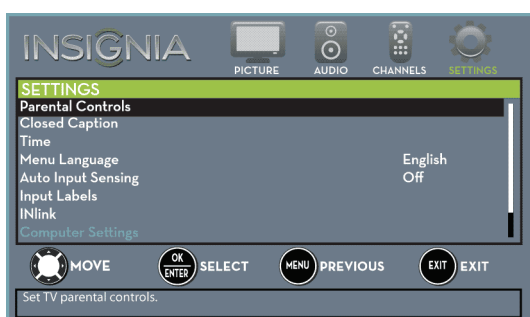 INSIGNIA
PICTURE AUDIO CHANNELS SETTINGS
SETTINGS
Parental Controls
Closed Caption
Time
Menu Language English
Auto Input Sensing Off
Input Labels
INlink
Computer Settings
MOVE OK ENTER SELECT MENU PREVIOUS EXIT EXIT
Set TV parental controls.